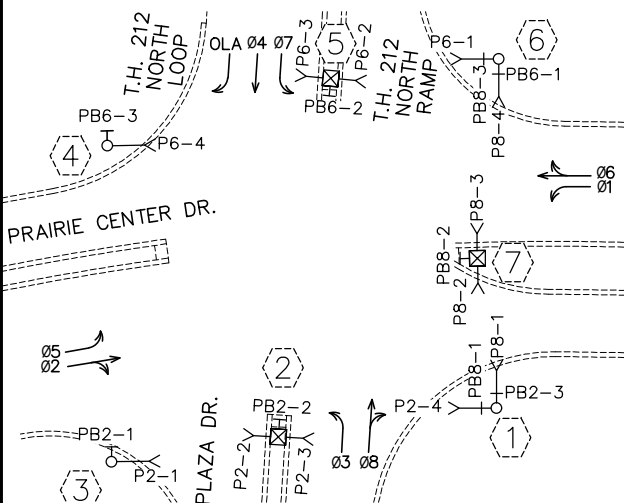 T.H. 212
NORTH
LOOP
OLA Ø4 Ø7
P6-3
5
P6-2
T.H. 212
NORTH
RAMP
PB6-2
P6-1
6
PB6-1
PB8-3
P8-4
PB6-3
P6-4
4
Ø6
Ø1
PRAIRIE CENTER DR.
P8-3
PB8-2
7
P8-2
Ø5
Ø2
2
PB2-2
P2-2
P2-3
PLAZA DR.
Ø3 Ø8
P2-4
PB8-1
P8-1
PB2-3
1
PB2-1
P2-1
3